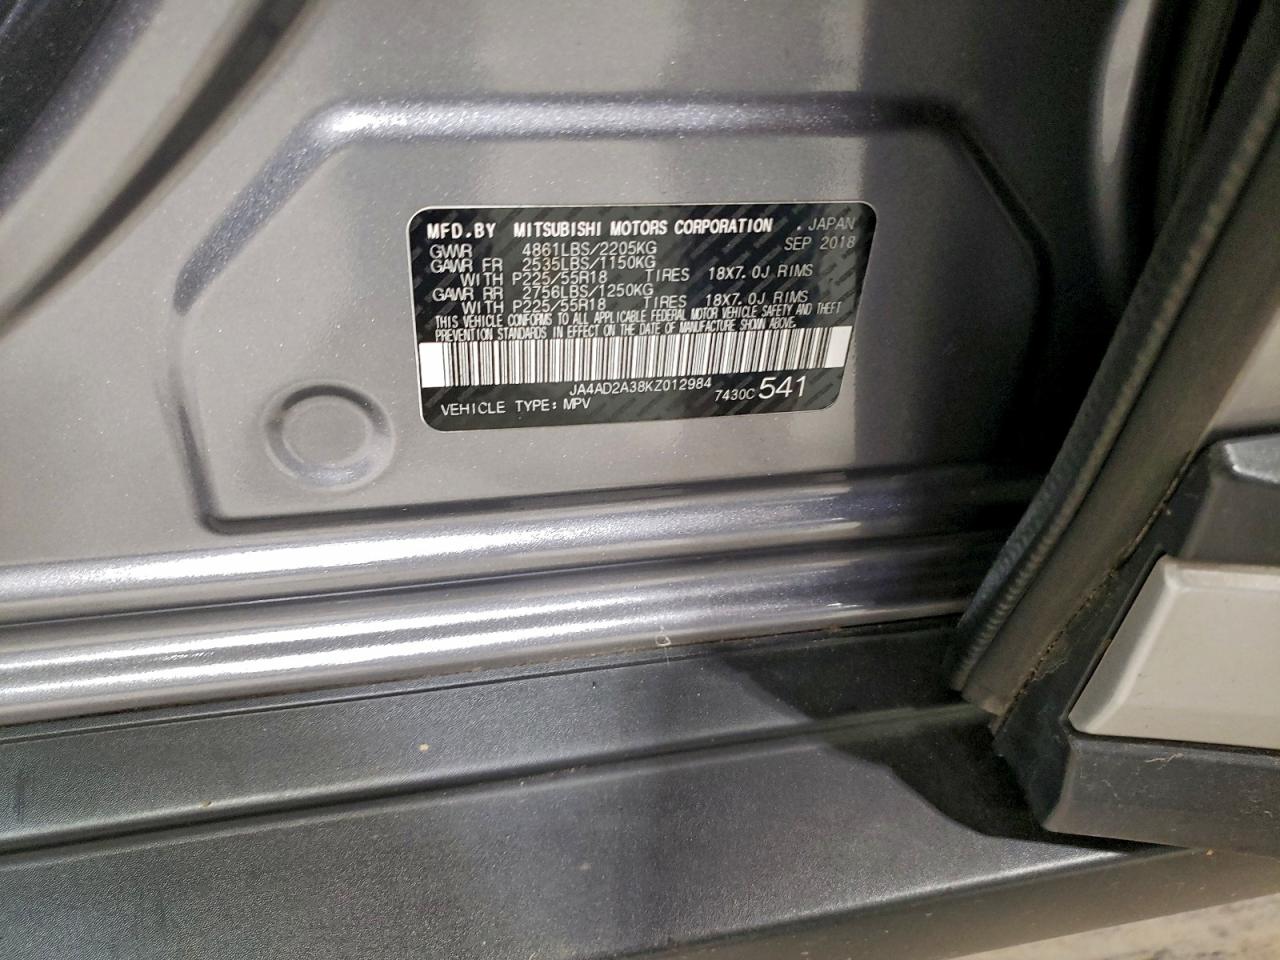 MFD.BY MITSUBISHI MOTORS CORPORATION , JAPAN
GVWR 4861LBS/2205KG SEP 2018
GAWR FR 2535LBS/1150KG
WITH P225/55R18 TIRES 18X7.0J RIMS
GAWR RR 2756LBS/1250KG
WITH P225/55R18 TIRES 18X7.0J RIMS
THIS VEHICLE CONFORMS TO ALL APPLICABLE FEDERAL MOTOR VEHICLE SAFETY AND THEFT
PREVENTION STANDARDS IN EFFECT ON THE DATE OF MANUFACTURE SHOWN ABOVE.
JA4AD2A38KZ012984
VEHICLE TYPE: MPV 7430C 541